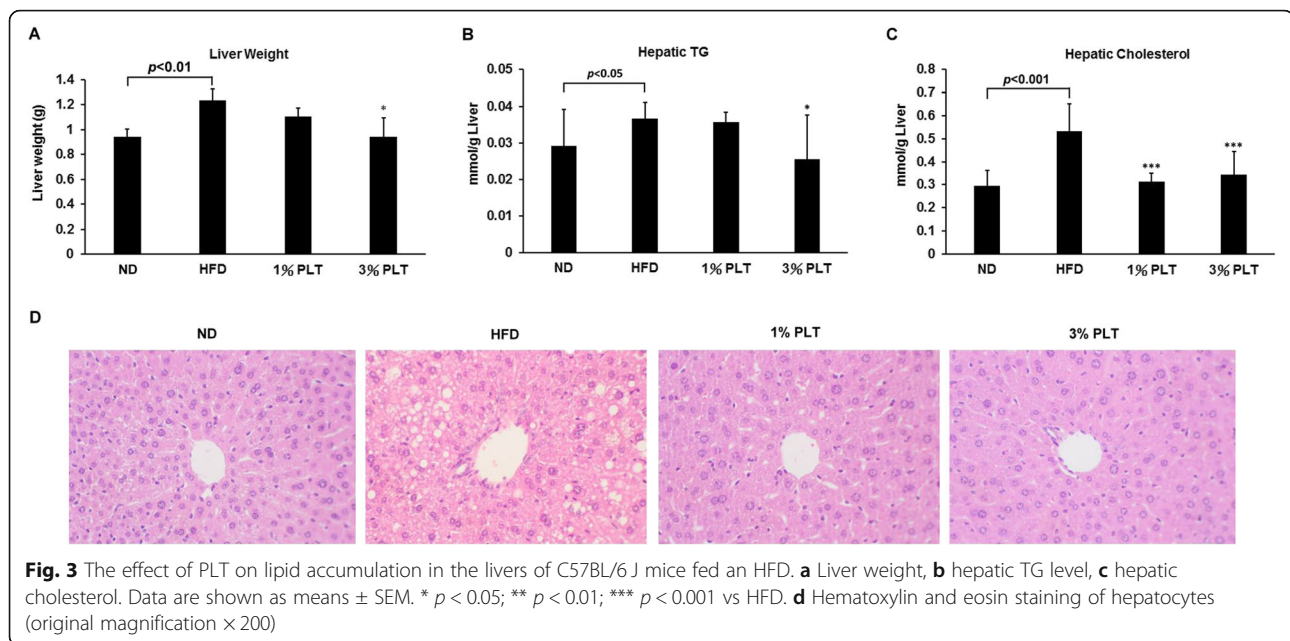 A
Liver Weight
p<0.01
*
Liver weight (g)
1.4
1.2
1
0.8
0.6
0.4
0.2
0
ND HFD 1% PLT 3% PLT
B
Hepatic TG
p<0.05
*
mmol/g Liver
0.05
0.04
0.03
0.02
0.01
0
ND HFD 1% PLT 3% PLT
C
Hepatic Cholesterol
p<0.001
*** ***
mmol/g Liver
0.8
0.7
0.6
0.5
0.4
0.3
0.2
0.1
0
ND HFD 1% PLT 3% PLT
D
ND HFD 1% PLT 3% PLT
Fig. 3 The effect of PLT on lipid accumulation in the livers of C57BL/6 J mice fed an HFD. a Liver weight, b hepatic TG level, c hepatic
cholesterol. Data are shown as means ± SEM. * p < 0.05; ** p < 0.01; *** p < 0.001 vs HFD. d Hematoxylin and eosin staining of hepatocytes
(original magnification × 200)